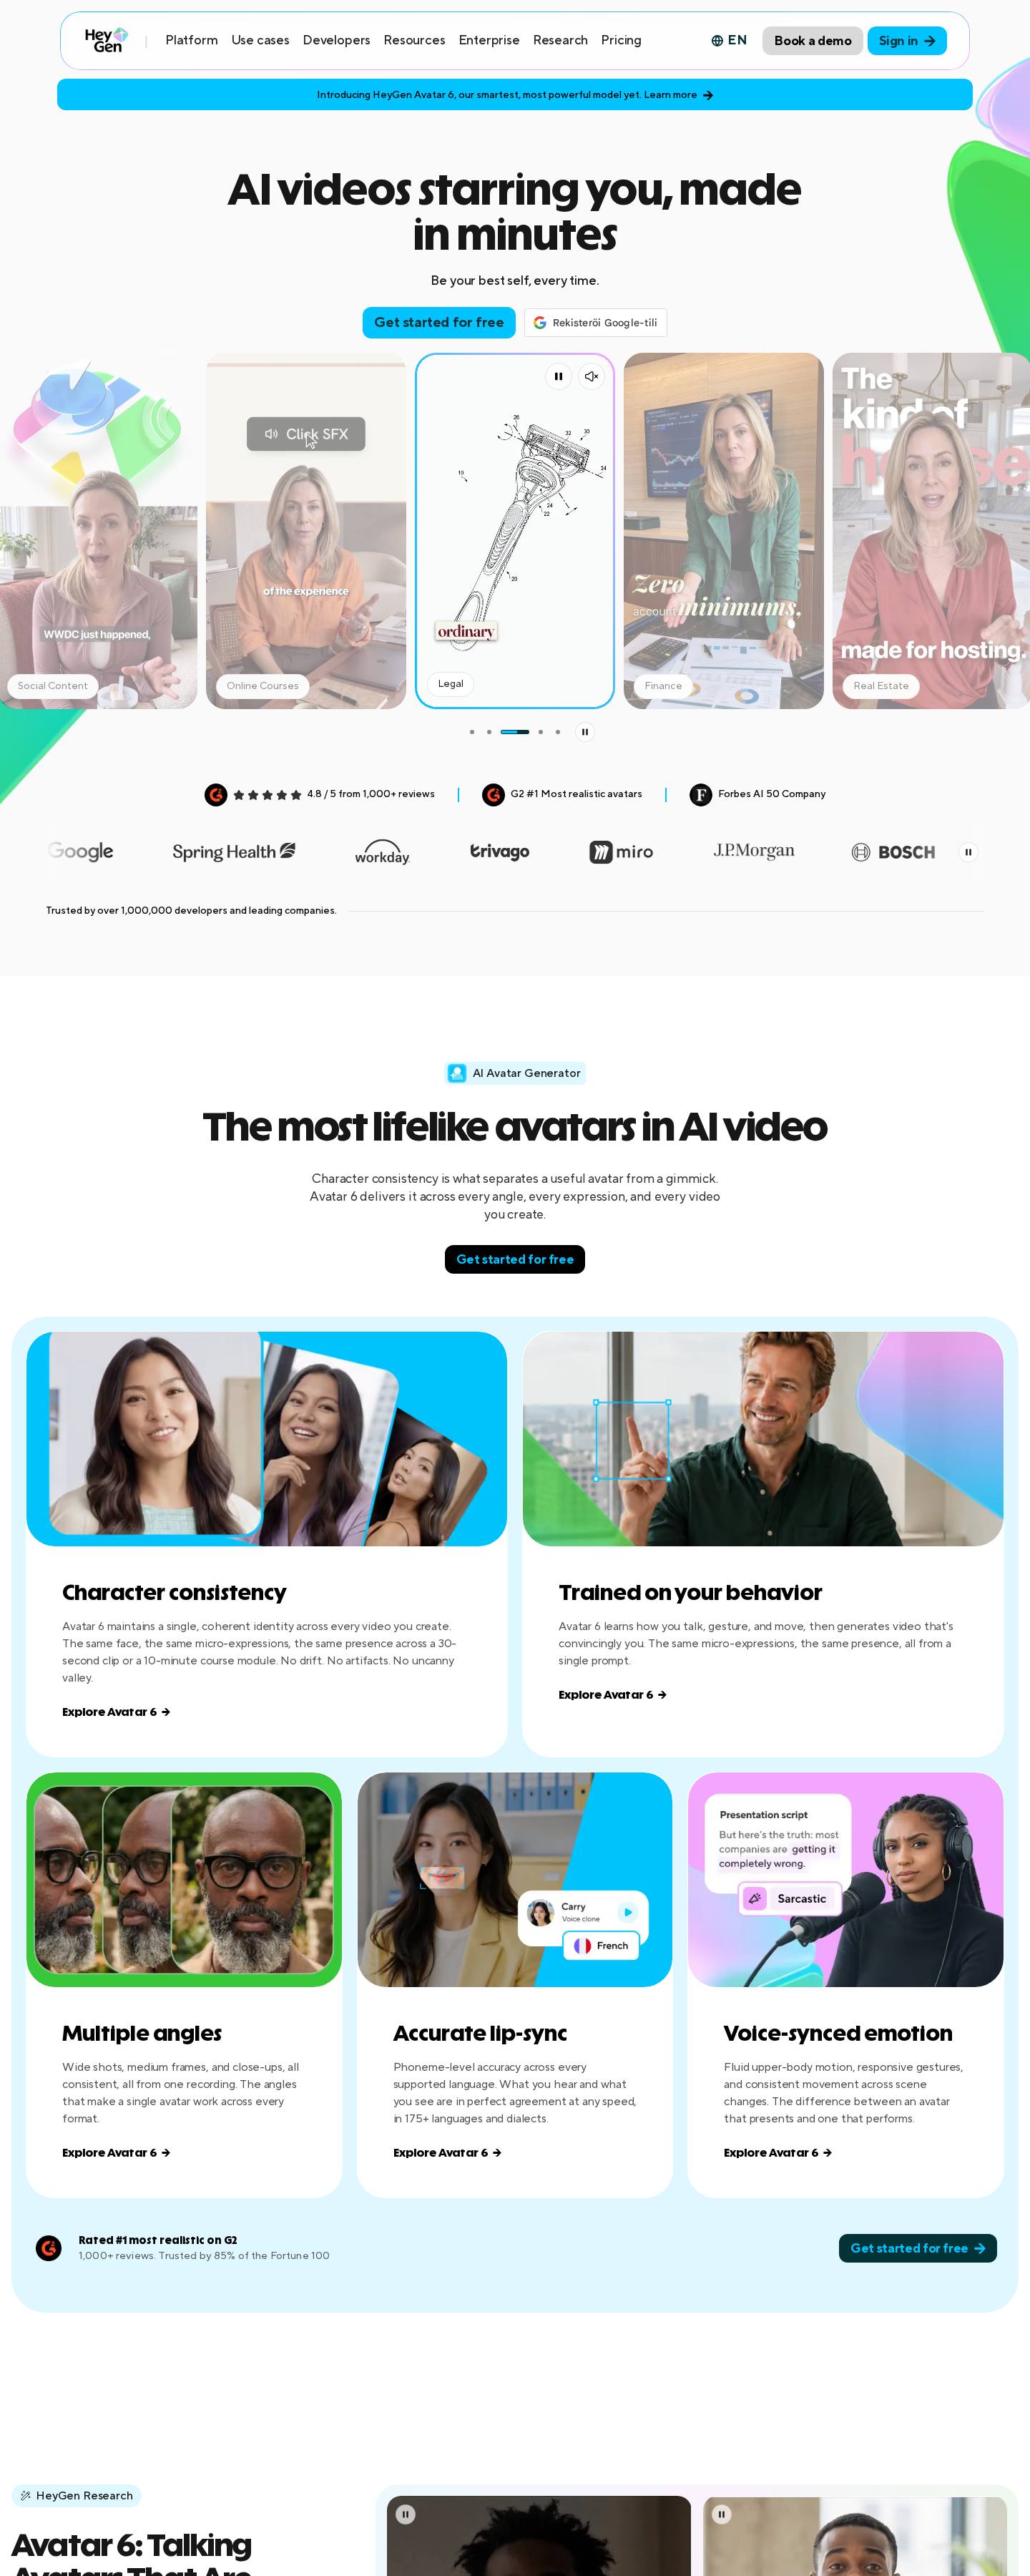 Hey
Gen
Platform
Use cases
Developers
Resources
Enterprise
Research
Pricing
EN
Book a demo
Sign in
Introducing HeyGen Avatar 6, our smartest, most powerful model yet. Learn more
AI videos starring you, made
in minutes
Be your best self, every time.
Get started for free
Rekisteröi Google-tili
WWDC just happened,
Social Content
Click SFX
of the experience
Online Courses
26
32
33
34
19
24
22
20
ordinary
Legal
Zero
account minimums,
Finance
The
kind of
house
made for hosting.
Real Estate
4.8 / 5 from 1,000+ reviews
G2 #1 Most realistic avatars
Forbes AI 50 Company
Google
Spring Health
workday.
trivago
miro
J.P.Morgan
BOSCH
Trusted by over 1,000,000 developers and leading companies.
AI Avatar Generator
The most lifelike avatars in AI video
Character consistency is what separates a useful avatar from a gimmick.
Avatar 6 delivers it across every angle, every expression, and every video
you create.
Get started for free
Character consistency
Avatar 6 maintains a single, coherent identity across every video you create.
The same face, the same micro-expressions, the same presence across a 30-
second clip or a 10-minute course module. No drift. No artifacts. No uncanny
valley.
Explore Avatar 6
Trained on your behavior
Avatar 6 learns how you talk, gesture, and move, then generates video that's
convincingly you. The same micro-expressions, the same presence, all from a
single prompt.
Explore Avatar 6
Multiple angles
Wide shots, medium frames, and close-ups, all
consistent, all from one recording. The angles
that make a single avatar work across every
format.
Explore Avatar 6
Carry
Voice clone
French
Accurate lip-sync
Phoneme-level accuracy across every
supported language. What you hear and what
you see are in perfect agreement at any speed,
in 175+ languages and dialects.
Explore Avatar 6
Presentation script
But here's the truth: most
companies are getting it
completely wrong.
Sarcastic
Voice-synced emotion
Fluid upper-body motion, responsive gestures,
and consistent movement across scene
changes. The difference between an avatar
that presents and one that performs.
Explore Avatar 6
Rated #1 most realistic on G2
1,000+ reviews. Trusted by 85% of the Fortune 100
Get started for free
HeyGen Research
Avatar 6: Talking
Avatars That Are